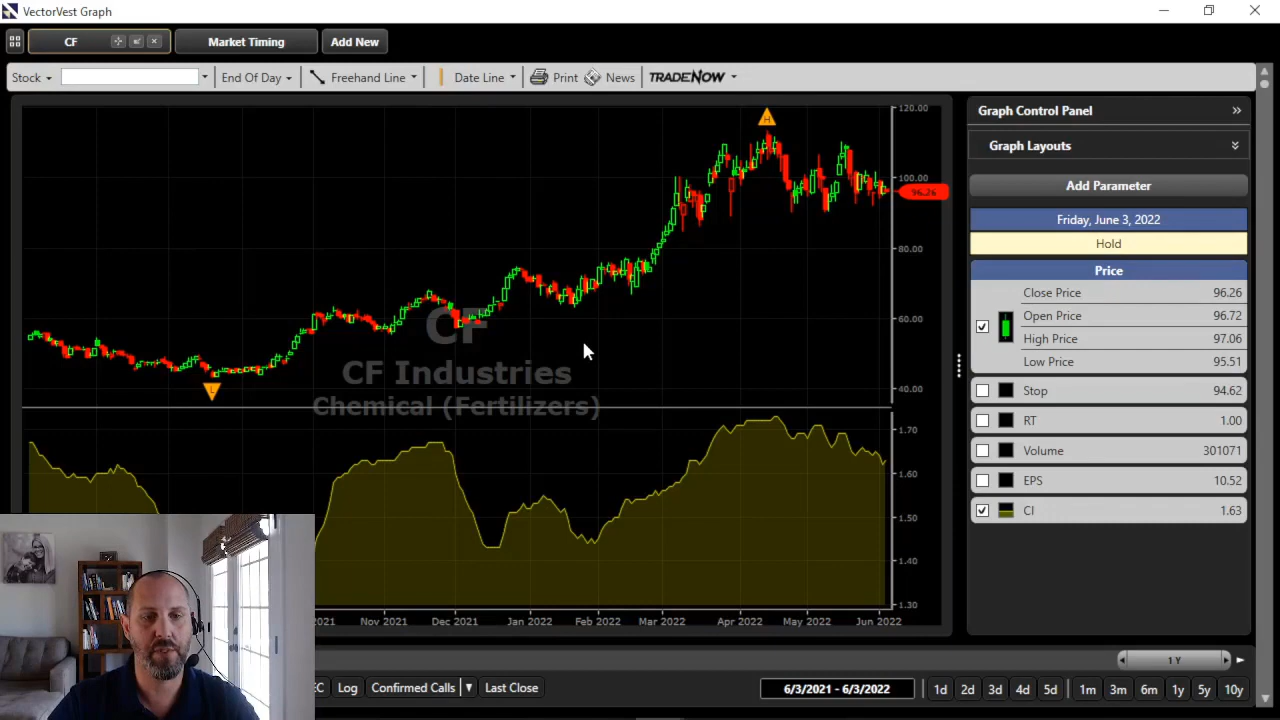 VectorVest Graph
CF
Market Timing
Add New
Stock
End Of Day
Freehand Line
Date Line
Print
News
TRADENOW
H
L
CF
CF Industries
Chemical (Fertilizers)
120.00
100.00
96.26
80.00
60.00
40.00
1.70
1.60
1.50
1.40
1.30
2021
Nov 2021
Dec 2021
Jan 2022
Feb 2022
Mar 2022
Apr 2022
May 2022
Jun 2022
Graph Control Panel
Graph Layouts
Add Parameter
Friday, June 3, 2022
Hold
Price
Close Price 96.26
Open Price 96.72
High Price 97.06
Low Price 95.51
Stop 94.62
RT 1.00
Volume 301071
EPS 10.52
CI 1.63
1 Y
EC
Log
Confirmed Calls
Last Close
6/3/2021 - 6/3/2022
1d 2d 3d 4d 5d 1m 3m 6m 1y 5y 10y